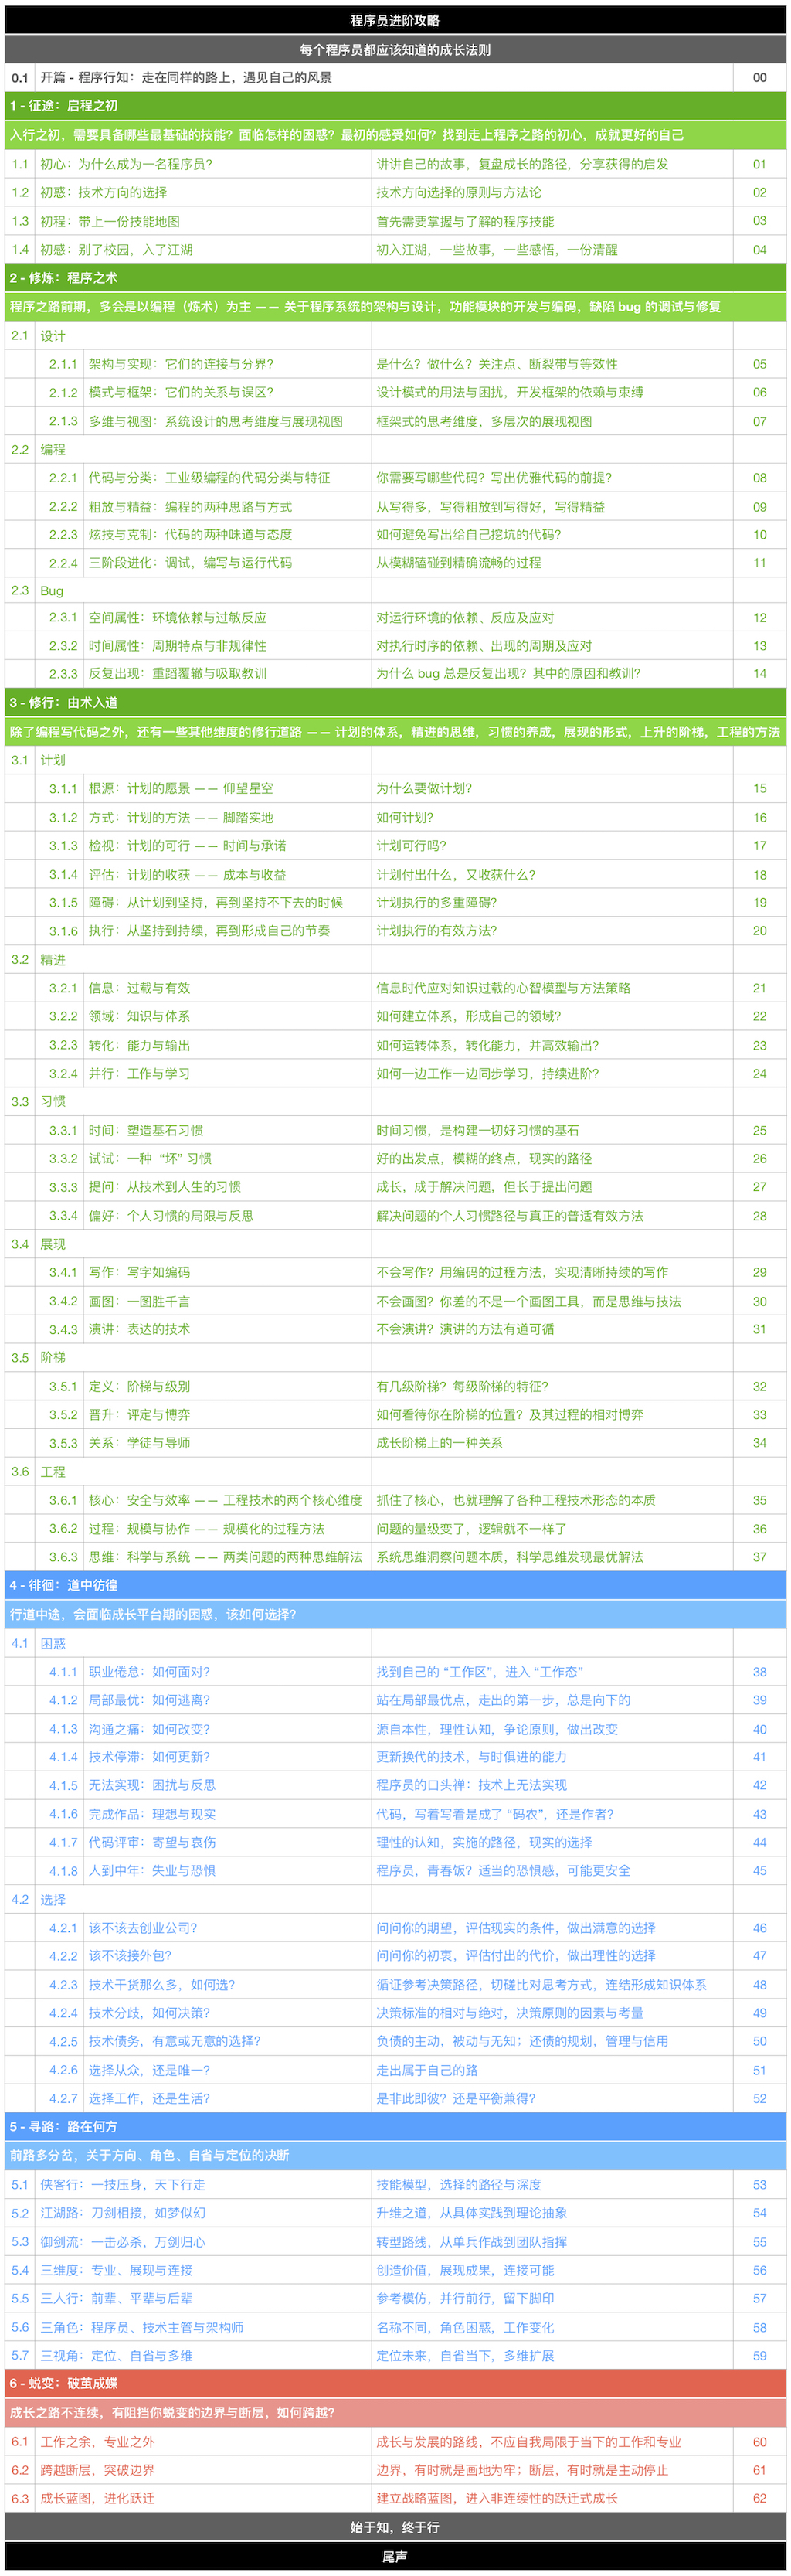 程序员进阶攻略
每个程序员都应该知道的成长法则
0.1 开篇 - 程序行知：走在同样的路上，遇见自己的风景 00
1 - 征途：启程之初
入行之初，需要具备哪些最基础的技能？面临怎样的困惑？最初的感受如何？找到走上程序之路的初心，成就更好的自己
1.1 初心：为什么成为一名程序员？ 讲讲自己的故事，复盘成长的路径，分享获得的启发 01
1.2 初惑：技术方向的选择 技术方向选择的原则与方法论 02
1.3 初程：带上一份技能地图 首先需要掌握与了解的程序技能 03
1.4 初感：别了校园，入了江湖 初入江湖，一些故事，一些感悟，一份清醒 04
2 - 修炼：程序之术
程序之路前期，多会是以编程（炼术）为主 —— 关于程序系统的架构与设计，功能模块的开发与编码，缺陷 bug 的调试与修复
2.1 设计
2.1.1 架构与实现：它们的连接与分界？ 是什么？做什么？关注点、断裂带与等效性 05
2.1.2 模式与框架：它们的关系与误区？ 设计模式的用法与困扰，开发框架的依赖与束缚 06
2.1.3 多维与视图：系统设计的思考维度与展现视图 框架式的思考维度，多层次的展现视图 07
2.2 编程
2.2.1 代码与分类：工业级编程的代码分类与特征 你需要写哪些代码？写出优雅代码的前提？ 08
2.2.2 粗放与精益：编程的两种思路与方式 从写得多，写得粗放到写得好，写得精益 09
2.2.3 炫技与克制：代码的两种味道与态度 如何避免写出给自己挖坑的代码？ 10
2.2.4 三阶段进化：调试，编写与运行代码 从模糊磕碰到精确流畅的过程 11
2.3 Bug
2.3.1 空间属性：环境依赖与过敏反应 对运行环境的依赖、反应及应对 12
2.3.2 时间属性：周期特点与非规律性 对执行时序的依赖、出现的周期及应对 13
2.3.3 反复出现：重蹈覆辙与吸取教训 为什么 bug 总是反复出现？其中的原因和教训？ 14
3 - 修行：由术入道
除了编程写代码之外，还有一些其他维度的修行道路 —— 计划的体系，精进的思维，习惯的养成，展现的形式，上升的阶梯，工程的方法
3.1 计划
3.1.1 根源：计划的愿景 —— 仰望星空 为什么要做计划？ 15
3.1.2 方式：计划的方法 —— 脚踏实地 如何计划？ 16
3.1.3 检视：计划的可行 —— 时间与承诺 计划可行吗？ 17
3.1.4 评估：计划的收获 —— 成本与收益 计划付出什么，又收获什么？ 18
3.1.5 障碍：从计划到坚持，再到坚持不下去的时候 计划执行的多重障碍？ 19
3.1.6 执行：从坚持到持续，再到形成自己的节奏 计划执行的有效方法？ 20
3.2 精进
3.2.1 信息：过载与有效 信息时代应对知识过载的心智模型与方法策略 21
3.2.2 领域：知识与体系 如何建立体系，形成自己的领域？ 22
3.2.3 转化：能力与输出 如何运转体系，转化能力，并高效输出？ 23
3.2.4 并行：工作与学习 如何一边工作一边同步学习，持续进阶？ 24
3.3 习惯
3.3.1 时间：塑造基石习惯 时间习惯，是构建一切好习惯的基石 25
3.3.2 试试：一种 “坏” 习惯 好的出发点，模糊的终点，现实的路径 26
3.3.3 提问：从技术到人生的习惯 成长，成于解决问题，但长于提出问题 27
3.3.4 偏好：个人习惯的局限与反思 解决问题的个人习惯路径与真正的普适有效方法 28
3.4 展现
3.4.1 写作：写字如编码 不会写作？用编码的过程方法，实现清晰持续的写作 29
3.4.2 画图：一图胜千言 不会画图？你差的不是一个画图工具，而是思维与技法 30
3.4.3 演讲：表达的技术 不会演讲？演讲的方法有道可循 31
3.5 阶梯
3.5.1 定义：阶梯与级别 有几级阶梯？每级阶梯的特征？ 32
3.5.2 晋升：评定与博弈 如何看待你在阶梯的位置？及其过程的相对博弈 33
3.5.3 关系：学徒与导师 成长阶梯上的一种关系 34
3.6 工程
3.6.1 核心：安全与效率 —— 工程技术的两个核心维度 抓住了核心，也就理解了各种工程技术形态的本质 35
3.6.2 过程：规模与协作 —— 规模化的过程方法 问题的量级变了，逻辑就不一样了 36
3.6.3 思维：科学与系统 —— 两类问题的两种思维解法 系统思维洞察问题本质，科学思维发现最优解法 37
4 - 徘徊：道中彷徨
行道中途，会面临成长平台期的困惑，该如何选择？
4.1 困惑
4.1.1 职业倦怠：如何面对？ 找到自己的 “工作区”，进入 “工作态” 38
4.1.2 局部最优：如何逃离？ 站在局部最优点，走出的第一步，总是向下的 39
4.1.3 沟通之痛：如何改变？ 源自本性，理性认知，争论原则，做出改变 40
4.1.4 技术停滞：如何更新？ 更新换代的技术，与时俱进的能力 41
4.1.5 无法实现：困扰与反思 程序员的口头禅：技术上无法实现 42
4.1.6 完成作品：理想与现实 代码，写着写着是成了 “码农”，还是作者？ 43
4.1.7 代码评审：寄望与哀伤 理性的认知，实施的路径，现实的选择 44
4.1.8 人到中年：失业与恐惧 程序员，青春饭？适当的恐惧感，可能更安全 45
4.2 选择
4.2.1 该不该去创业公司？ 问问你的期望，评估现实的条件，做出满意的选择 46
4.2.2 该不该接外包？ 问问你的初衷，评估付出的代价，做出理性的选择 47
4.2.3 技术干货那么多，如何选？ 循证参考决策路径，切磋比对思考方式，连结形成知识体系 48
4.2.4 技术分歧，如何决策？ 决策标准的相对与绝对，决策原则的因素与考量 49
4.2.5 技术债务，有意或无意的选择？ 负债的主动，被动与无知；还债的规划，管理与信用 50
4.2.6 选择从众，还是唯一？ 走出属于自己的路 51
4.2.7 选择工作，还是生活？ 是非此即彼？还是平衡兼得？ 52
5 - 寻路：路在何方
前路多分岔，关于方向、角色、自省与定位的决断
5.1 侠客行：一技压身，天下行走 技能模型，选择的路径与深度 53
5.2 江湖路：刀剑相接，如梦似幻 升维之道，从具体实践到理论抽象 54
5.3 御剑流：一击必杀，万剑归心 转型路线，从单兵作战到团队指挥 55
5.4 三维度：专业、展现与连接 创造价值，展现成果，连接可能 56
5.5 三人行：前辈、平辈与后辈 参考模仿，并行前行，留下脚印 57
5.6 三角色：程序员、技术主管与架构师 名称不同，角色困惑，工作变化 58
5.7 三视角：定位、自省与多维 定位未来，自省当下，多维扩展 59
6 - 蜕变：破茧成蝶
成长之路不连续，有阻挡你蜕变的边界与断层，如何跨越？
6.1 工作之余，专业之外 成长与发展的路线，不应自我局限于当下的工作和专业 60
6.2 跨越断层，突破边界 边界，有时就是画地为牢；断层，有时就是主动停止 61
6.3 成长蓝图，进化跃迁 建立战略蓝图，进入非连续性的跃迁式成长 62
始于知，终于行
尾声